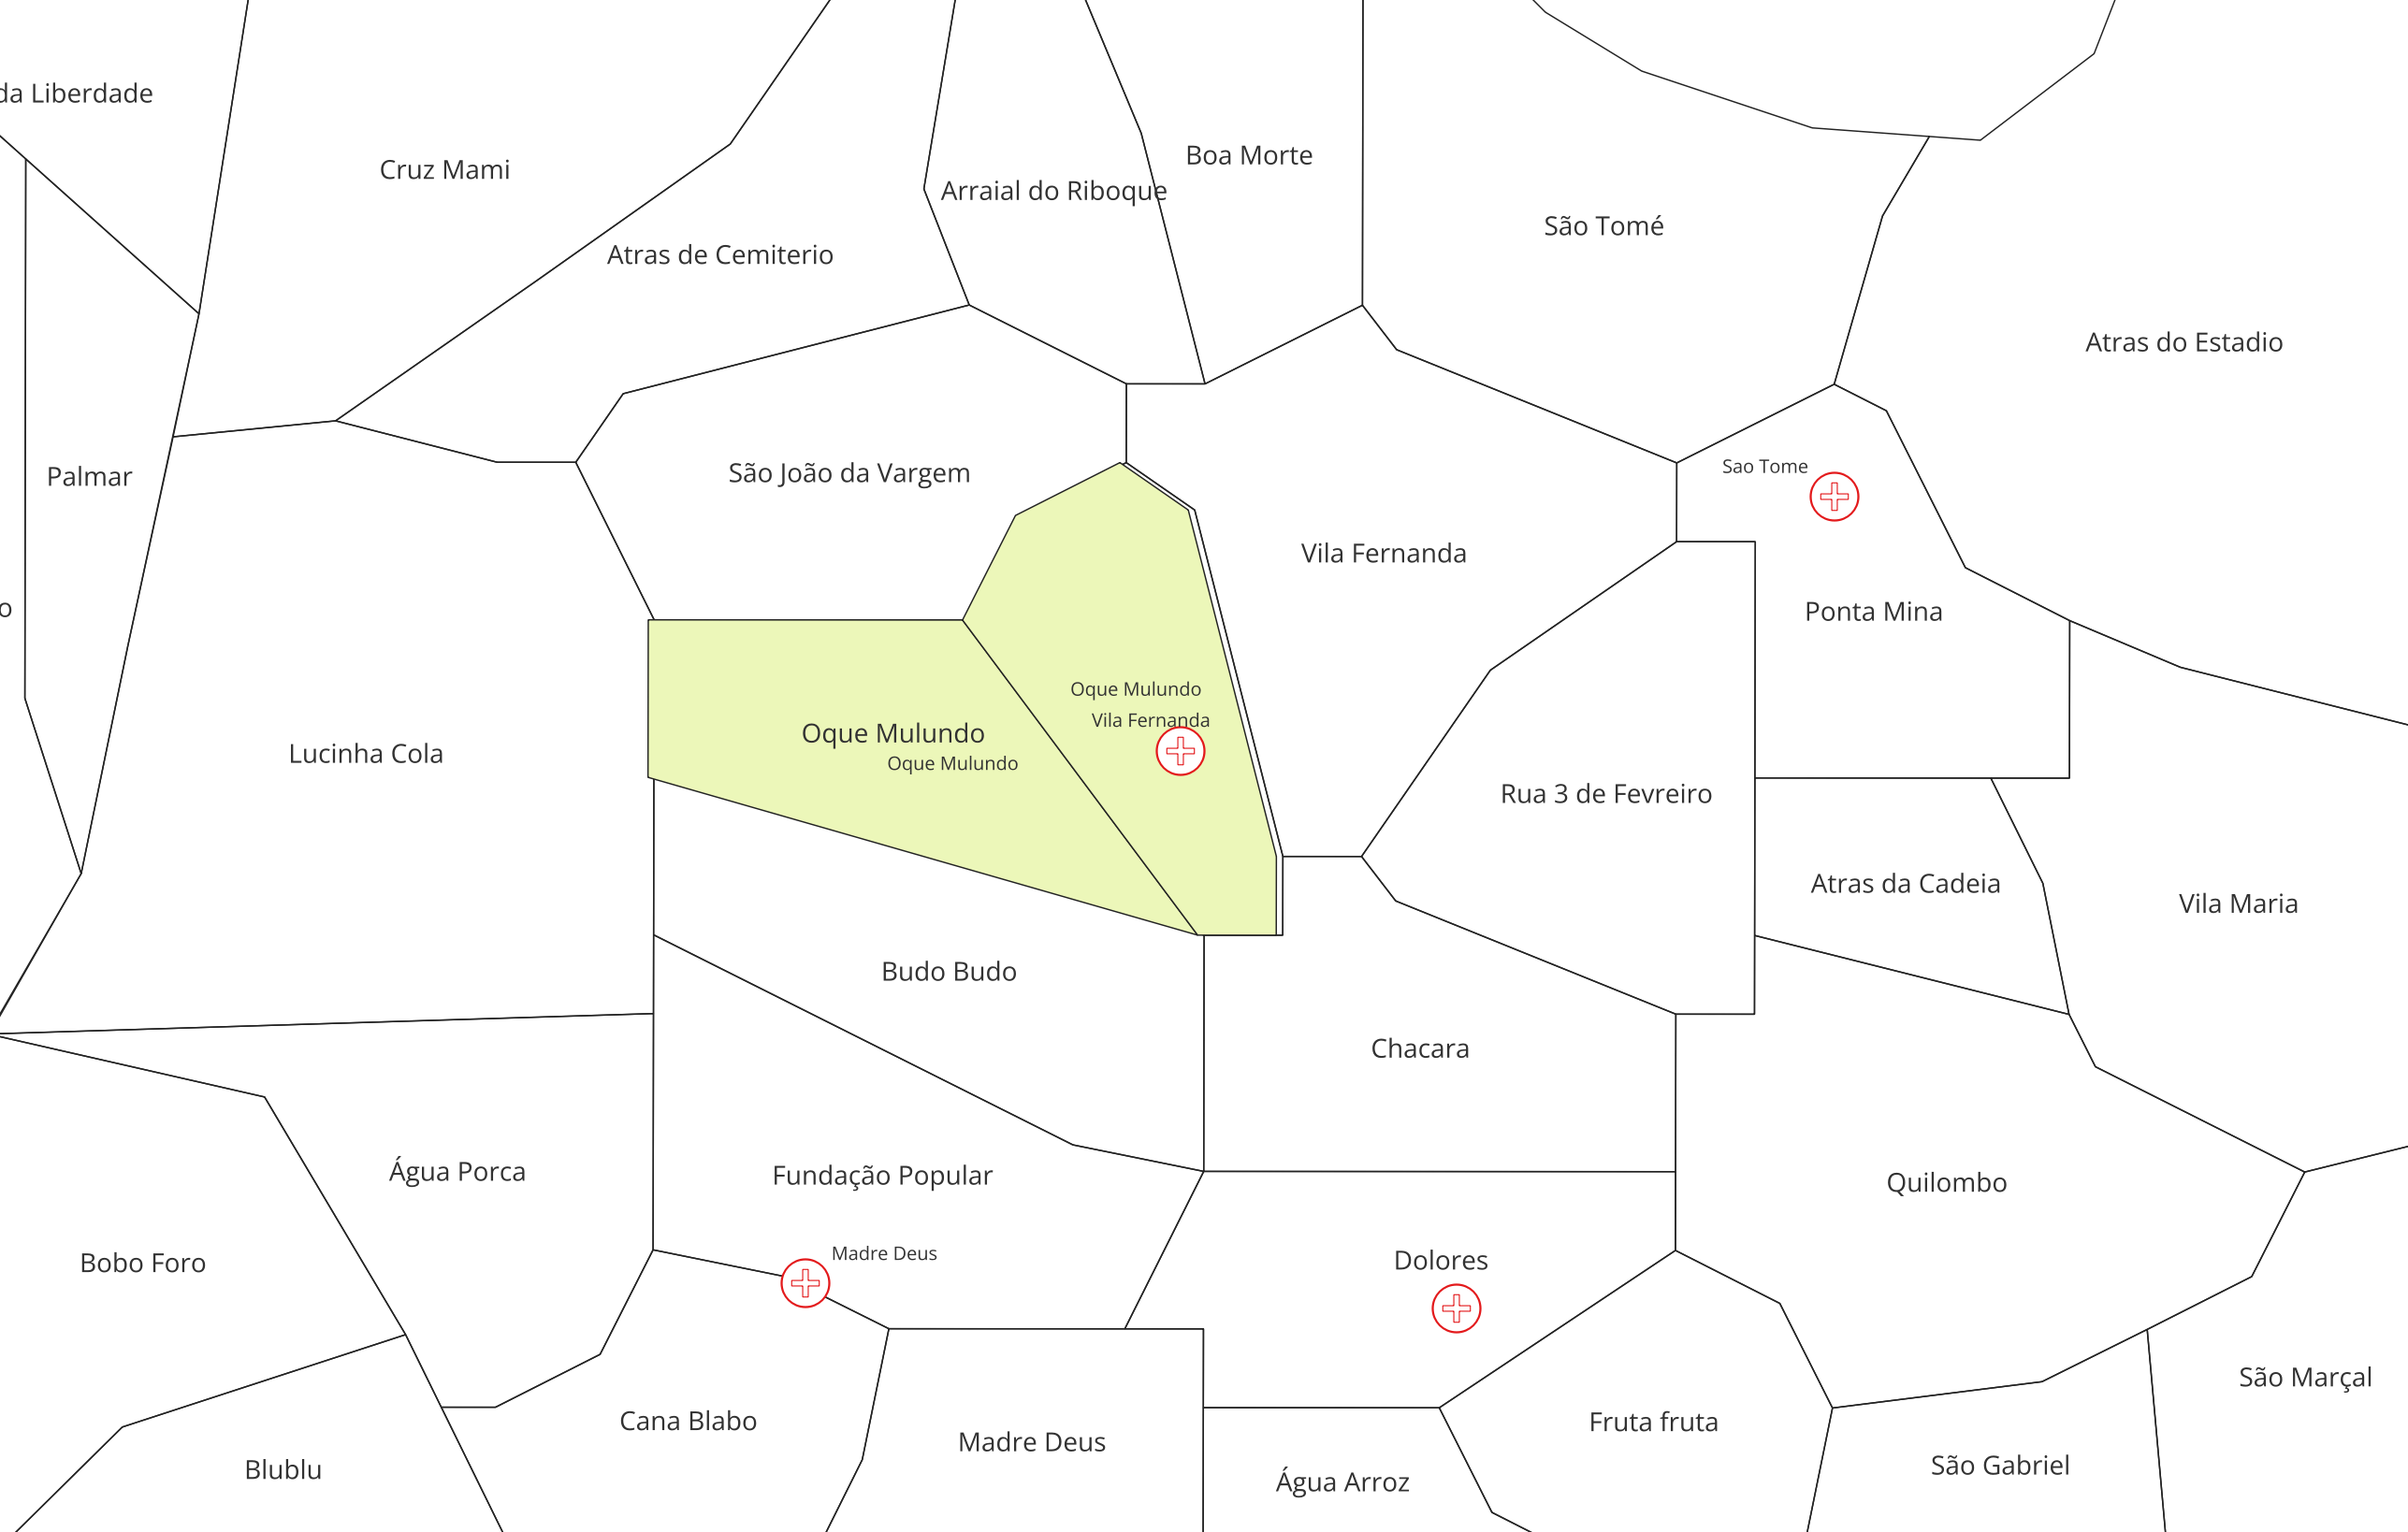 da Liberdade
Cruz Mami
Boa Morte
Arraial do Riboque
São Tomé
Atras de Cemiterio
Atras do Estadio
Sao Tome
São João da Vargem
Palmar
Vila Fernanda
o
Ponta Mina
Oque Mulundo
Vila Fernanda
Oque Mulundo
Oque Mulundo
Lucinha Cola
Rua 3 de Fevreiro
Atras da Cadeia
Vila Maria
Budo Budo
Chacara
Água Porca
Fundação Popular
Quilombo
Madre Deus
Bobo Foro
Dolores
São Marçal
Cana Blabo
Fruta fruta
Madre Deus
São Gabriel
Blublu
Água Arroz